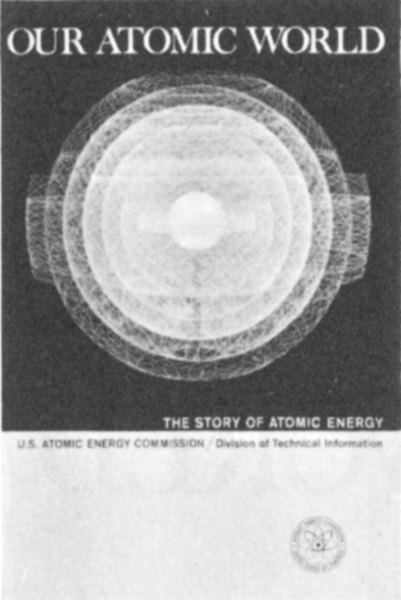 OUR ATOMIC WORLD
THE STORY OF ATOMIC ENERGY
U.S. ATOMIC ENERGY COMMISSION / Division of Technical Information